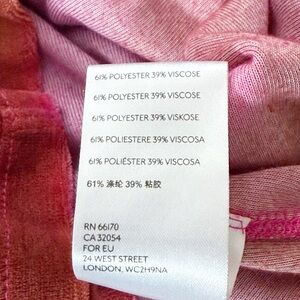 61% POLYESTER 39% VISCOSE
61% POLYESTER 39% VISCOSE
61% POLYESTER 39% VISKOSE
61% POLIESTERE 39% VISCOSA
61% POLIÉSTER 39% VISCOSA
61% 涤纶 39% 粘胶
RN 66170
CA 32054
FOR EU
24 WEST STREET
LONDON, WC2H9NA